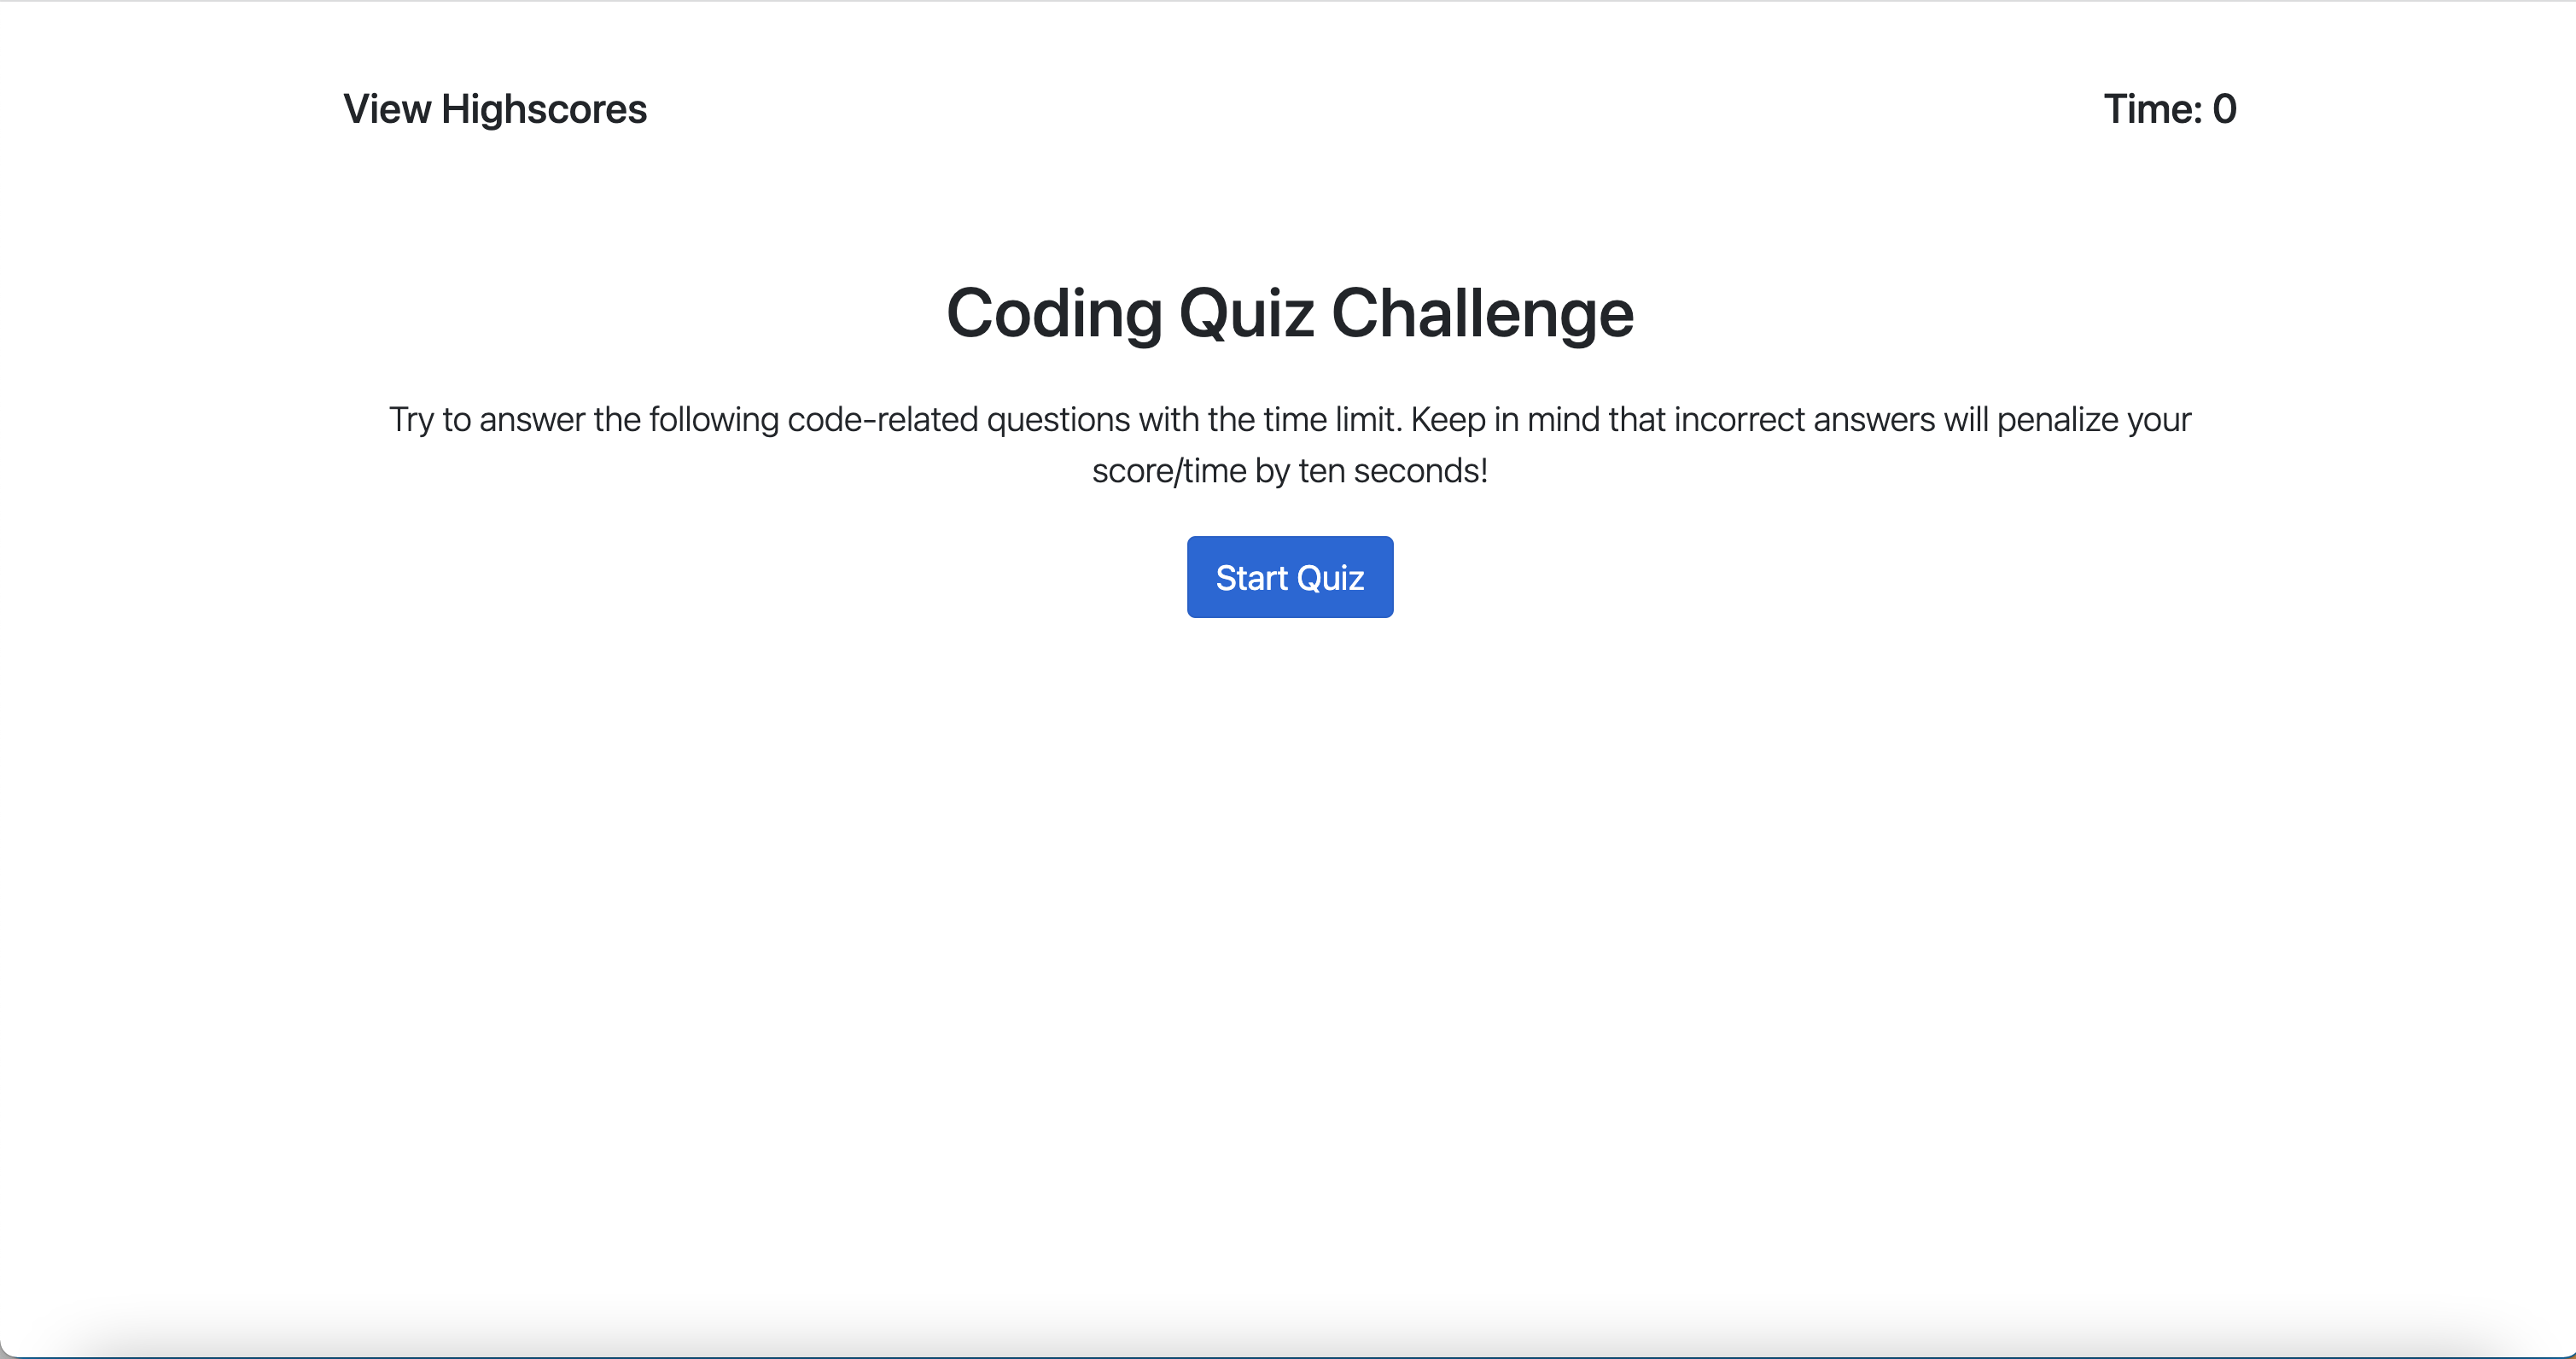 View Highscores
Time: 0
Coding Quiz Challenge
Try to answer the following code-related questions with the time limit. Keep in mind that incorrect answers will penalize your
score/time by ten seconds!
Start Quiz